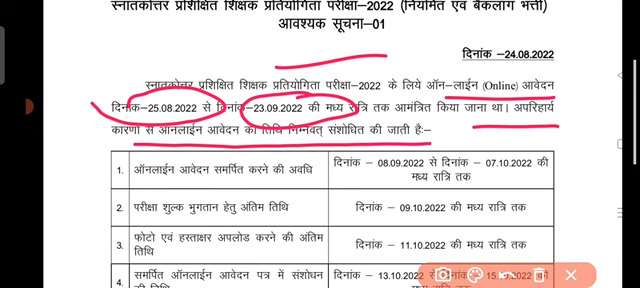 स्नातकोत्तर प्रशिक्षित शिक्षक प्रतियोगिता परीक्षा-2022 (नियमित एवं बैकलॉग भर्ती)
आवश्यक सूचना-01
दिनांक -24.08.2022
स्नातकोत्तर प्रशिक्षित शिक्षक प्रतियोगिता परीक्षा-2022 के लिये ऑन-लाईन (Online) आवेदन
दिनांक-25.08.2022 से दिनांक-23.09.2022 की मध्य रात्रि तक आमंत्रित किया जाना था। अपरिहार्य
कारणों से ऑनलाईन आवेदन की तिथि निम्नवत् संशोधित की जाती है:-
1. ऑनलाईन आवेदन समर्पित करने की अवधि दिनांक - 08.09.2022 से दिनांक - 07.10.2022 की
मध्य रात्रि तक
2. परीक्षा शुल्क भुगतान हेतु अंतिम तिथि दिनांक - 09.10.2022 की मध्य रात्रि तक
3. फोटो एवं हस्ताक्षर अपलोड करने की अंतिम
तिथि दिनांक - 11.10.2022 की मध्य रात्रि तक
4. समर्पित ऑनलाईन आवेदन पत्र में संशोधन दिनांक - 13.10.2022